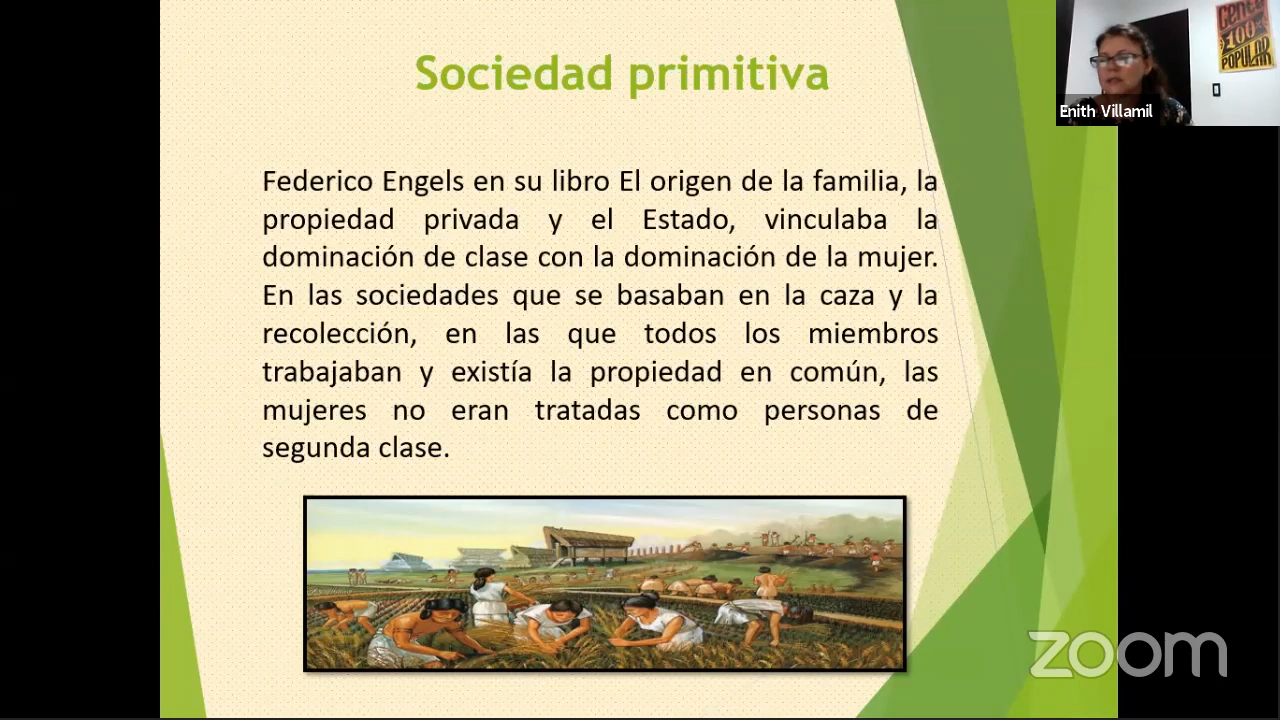 Sociedad primitiva
Federico Engels en su libro El origen de la familia, la
propiedad privada y el Estado, vinculaba la
dominación de clase con la dominación de la mujer.
En las sociedades que se basaban en la caza y la
recolección, en las que todos los miembros
trabajaban y existía la propiedad en común, las
mujeres no eran tratadas como personas de
segunda clase.
Cento
100%
POPULAR
Enith Villamil
zoom